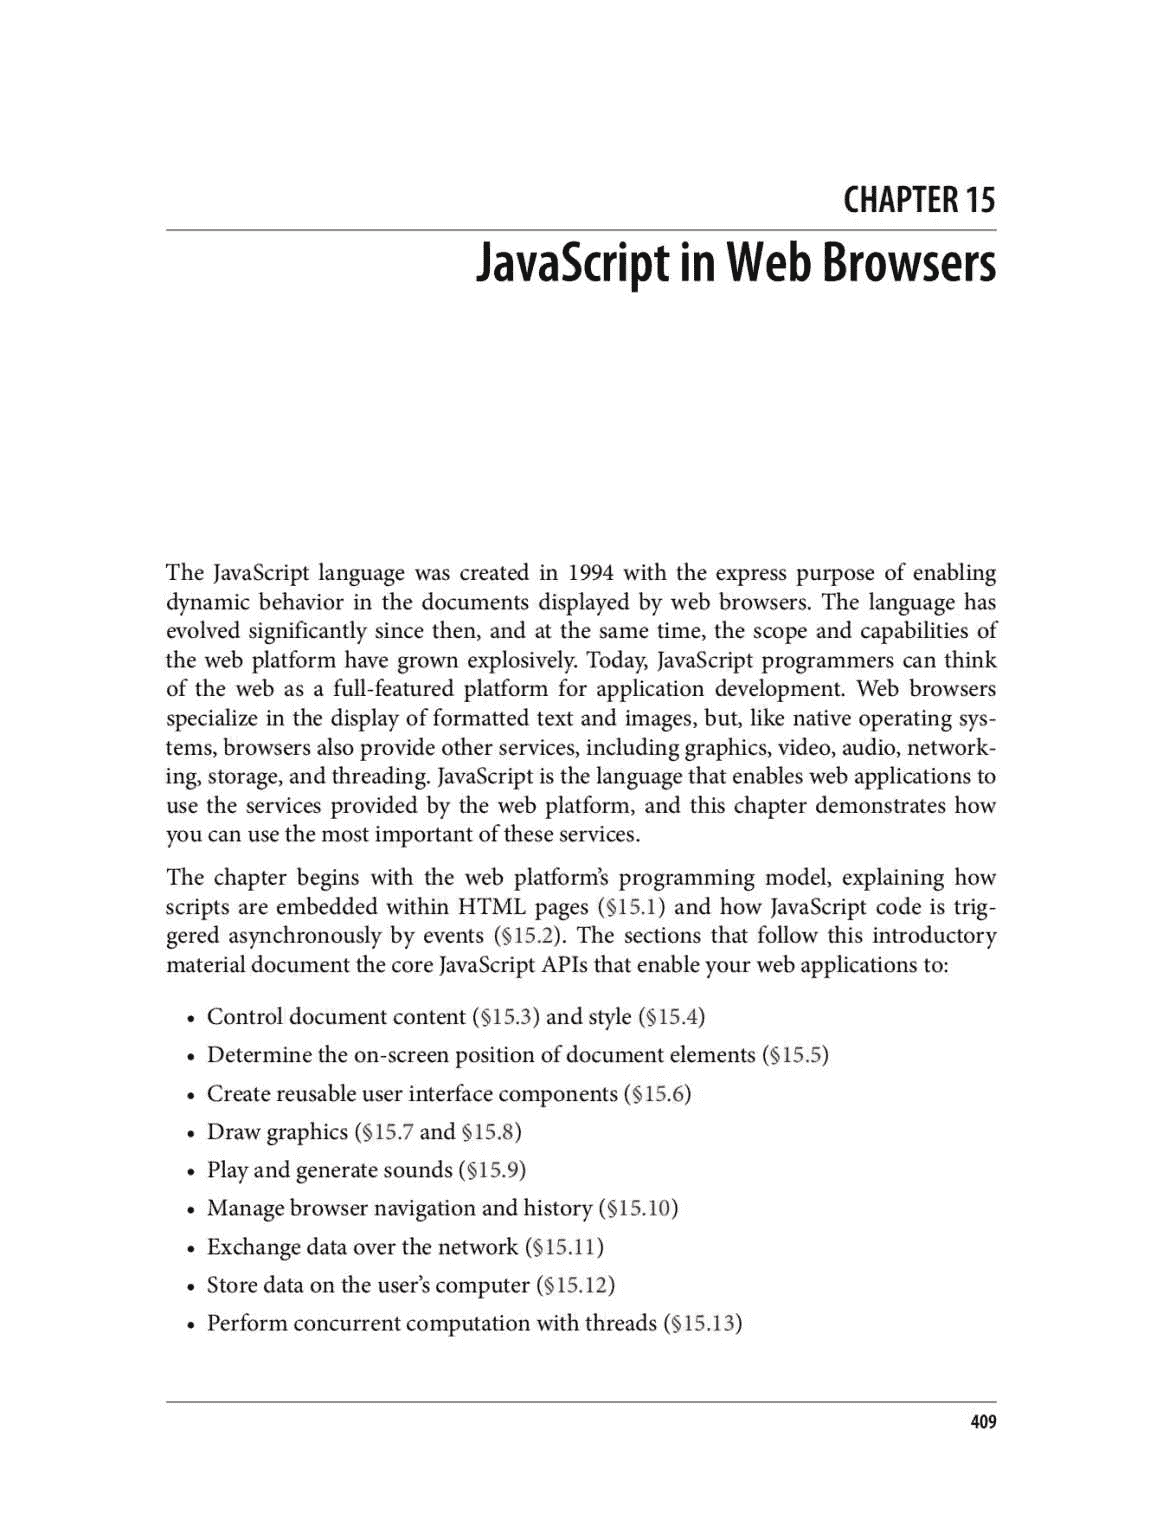 CHAPTER 15
JavaScript in Web Browsers
The JavaScript language was created in 1994 with the express purpose of enabling
dynamic behavior in the documents displayed by web browsers. The language has
evolved significantly since then, and at the same time, the scope and capabilities of
the web platform have grown explosively. Today, JavaScript programmers can think
of the web as a full-featured platform for application development. Web browsers
specialize in the display of formatted text and images, but, like native operating sys-
tems, browsers also provide other services, including graphics, video, audio, network-
ing, storage, and threading. JavaScript is the language that enables web applications to
use the services provided by the web platform, and this chapter demonstrates how
you can use the most important of these services.
The chapter begins with the web platform's programming model, explaining how
scripts are embedded within HTML pages (§15.1) and how JavaScript code is trig-
gered asynchronously by events (§15.2). The sections that follow this introductory
material document the core JavaScript APIs that enable your web applications to:
• Control document content (§15.3) and style (§15.4)
• Determine the on-screen position of document elements (§15.5)
• Create reusable user interface components (§15.6)
• Draw graphics (§15.7 and §15.8)
• Play and generate sounds (§15.9)
• Manage browser navigation and history (§15.10)
• Exchange data over the network (§15.11)
• Store data on the user's computer (§15.12)
• Perform concurrent computation with threads (§15.13)
409